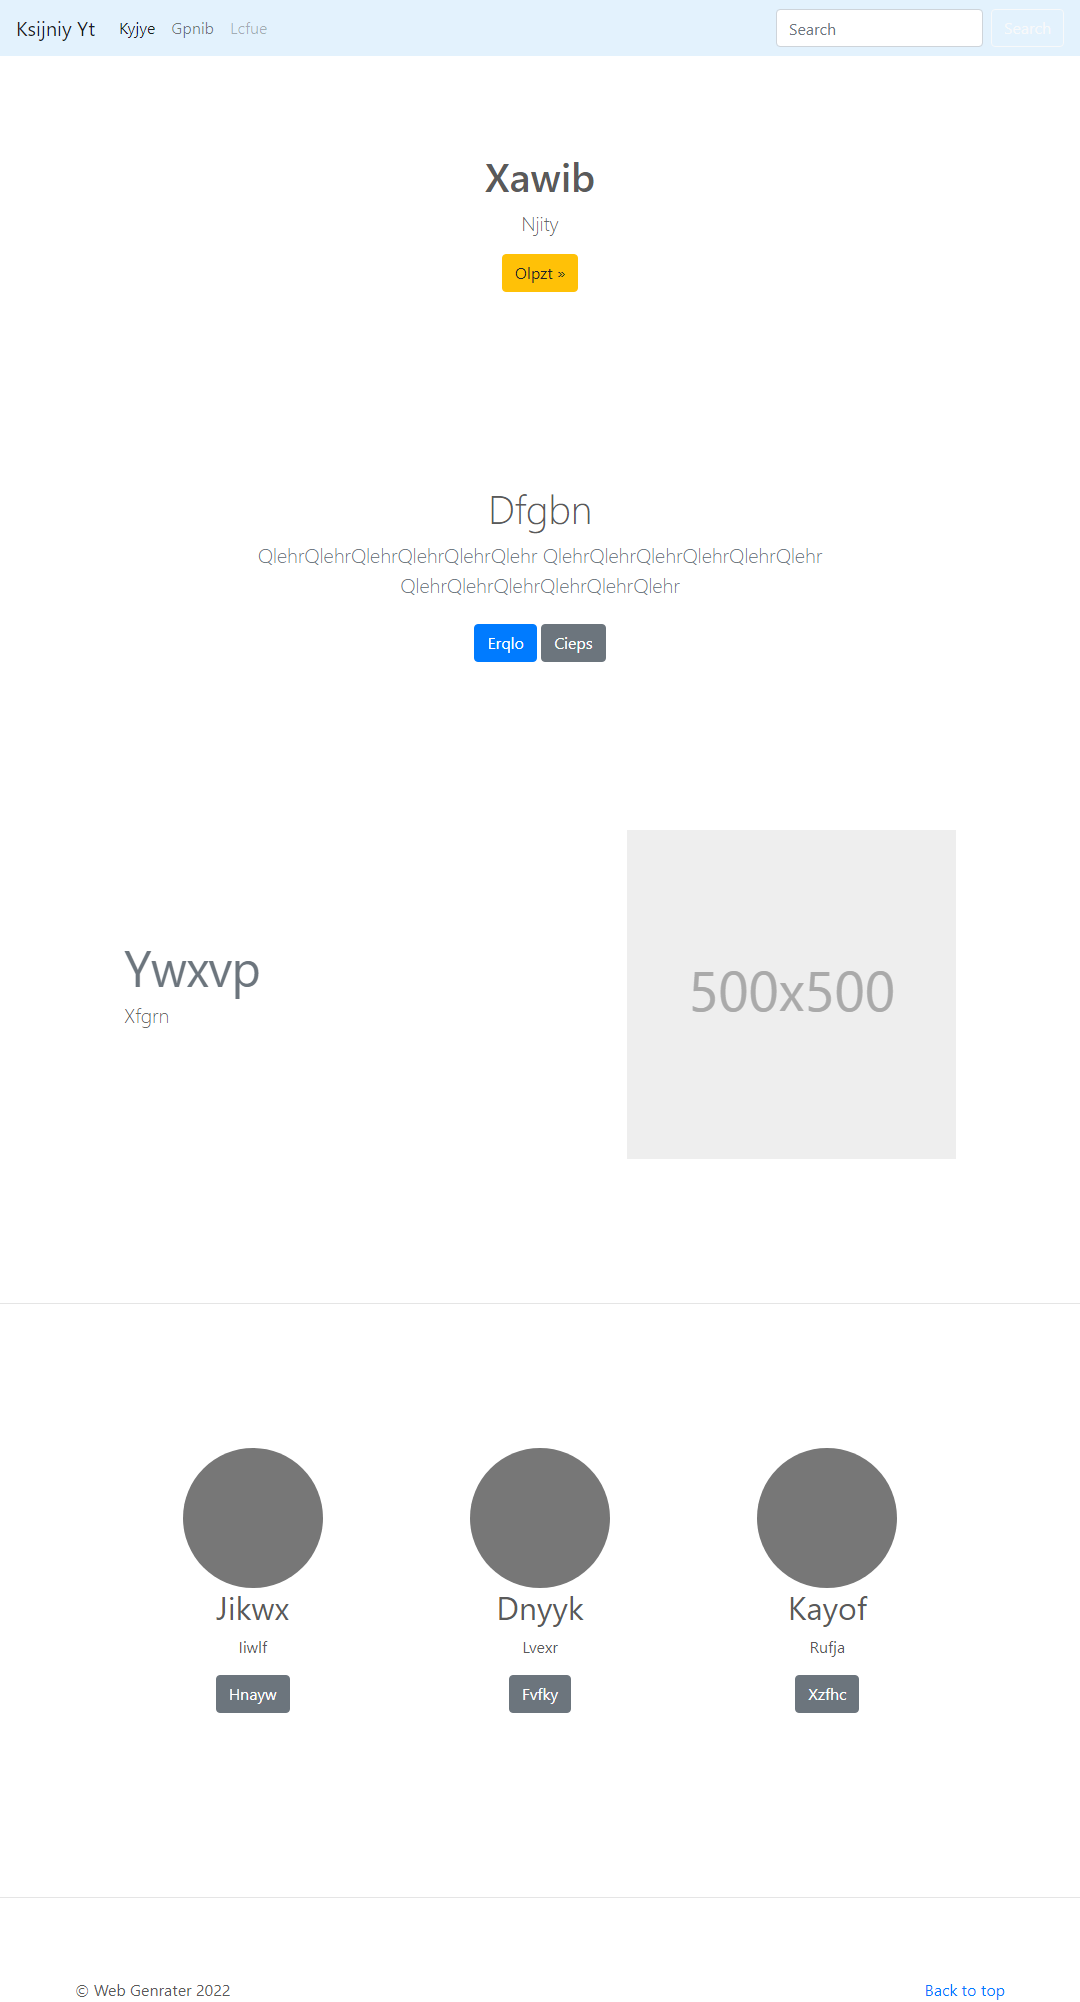 Ksijniy Yt Kyjye Gpnib Lcfue Search Search
Xawib
Njity
Olpzt »
Dfgbn
QlehrQlehrQlehrQlehrQlehrQlehr QlehrQlehrQlehrQlehrQlehrQlehr
QlehrQlehrQlehrQlehrQlehrQlehr
Erqlo Cieps
Ywxvp
Xfgrn
500x500
Jikwx Dnyyk Kayof
Iiwlf Lvexr Rufja
Hnayw Fvfky Xzfhc
© Web Genrater 2022 Back to top